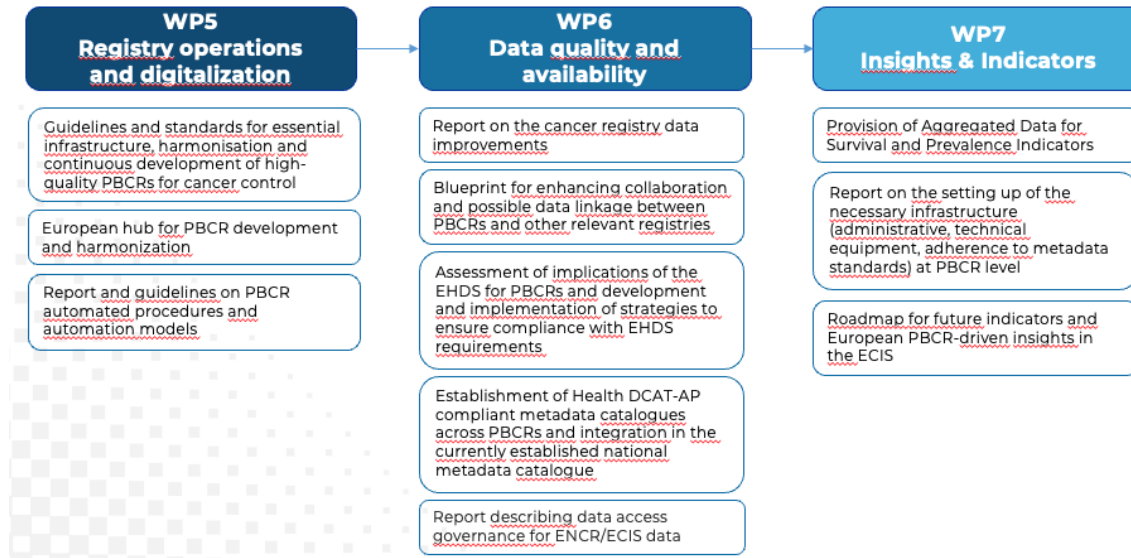 WP5
Registry operations
and digitalization
Guidelines and standards for essential
infrastructure, harmonisation and
continuous development of high-
quality PBCRs for cancer control
European hub for PBCR development
and harmonization
Report and guidelines on PBCR
automated procedures and
automation models
WP6
Data quality and
availability
Report on the cancer registry data
improvements
Blueprint for enhancing collaboration
and possible data linkage between
PBCRs and other relevant registries
Assessment of implications of the
EHDS for PBCRs and development
and implementation of strategies to
ensure compliance with EHDS
requirements
Establishment of Health DCAT-AP
compliant metadata catalogues
across PBCRs and integration in the
currently established national
metadata catalogue
Report describing data access
governance for ENCR/ECIS data
WP7
Insights & Indicators
Provision of Aggregated Data for
Survival and Prevalence Indicators
Report on the setting up of the
necessary infrastructure
(administrative, technical
equipment, adherence to metadata
standards) at PBCR level
Roadmap for future indicators and
European PBCR-driven insights in
the ECIS